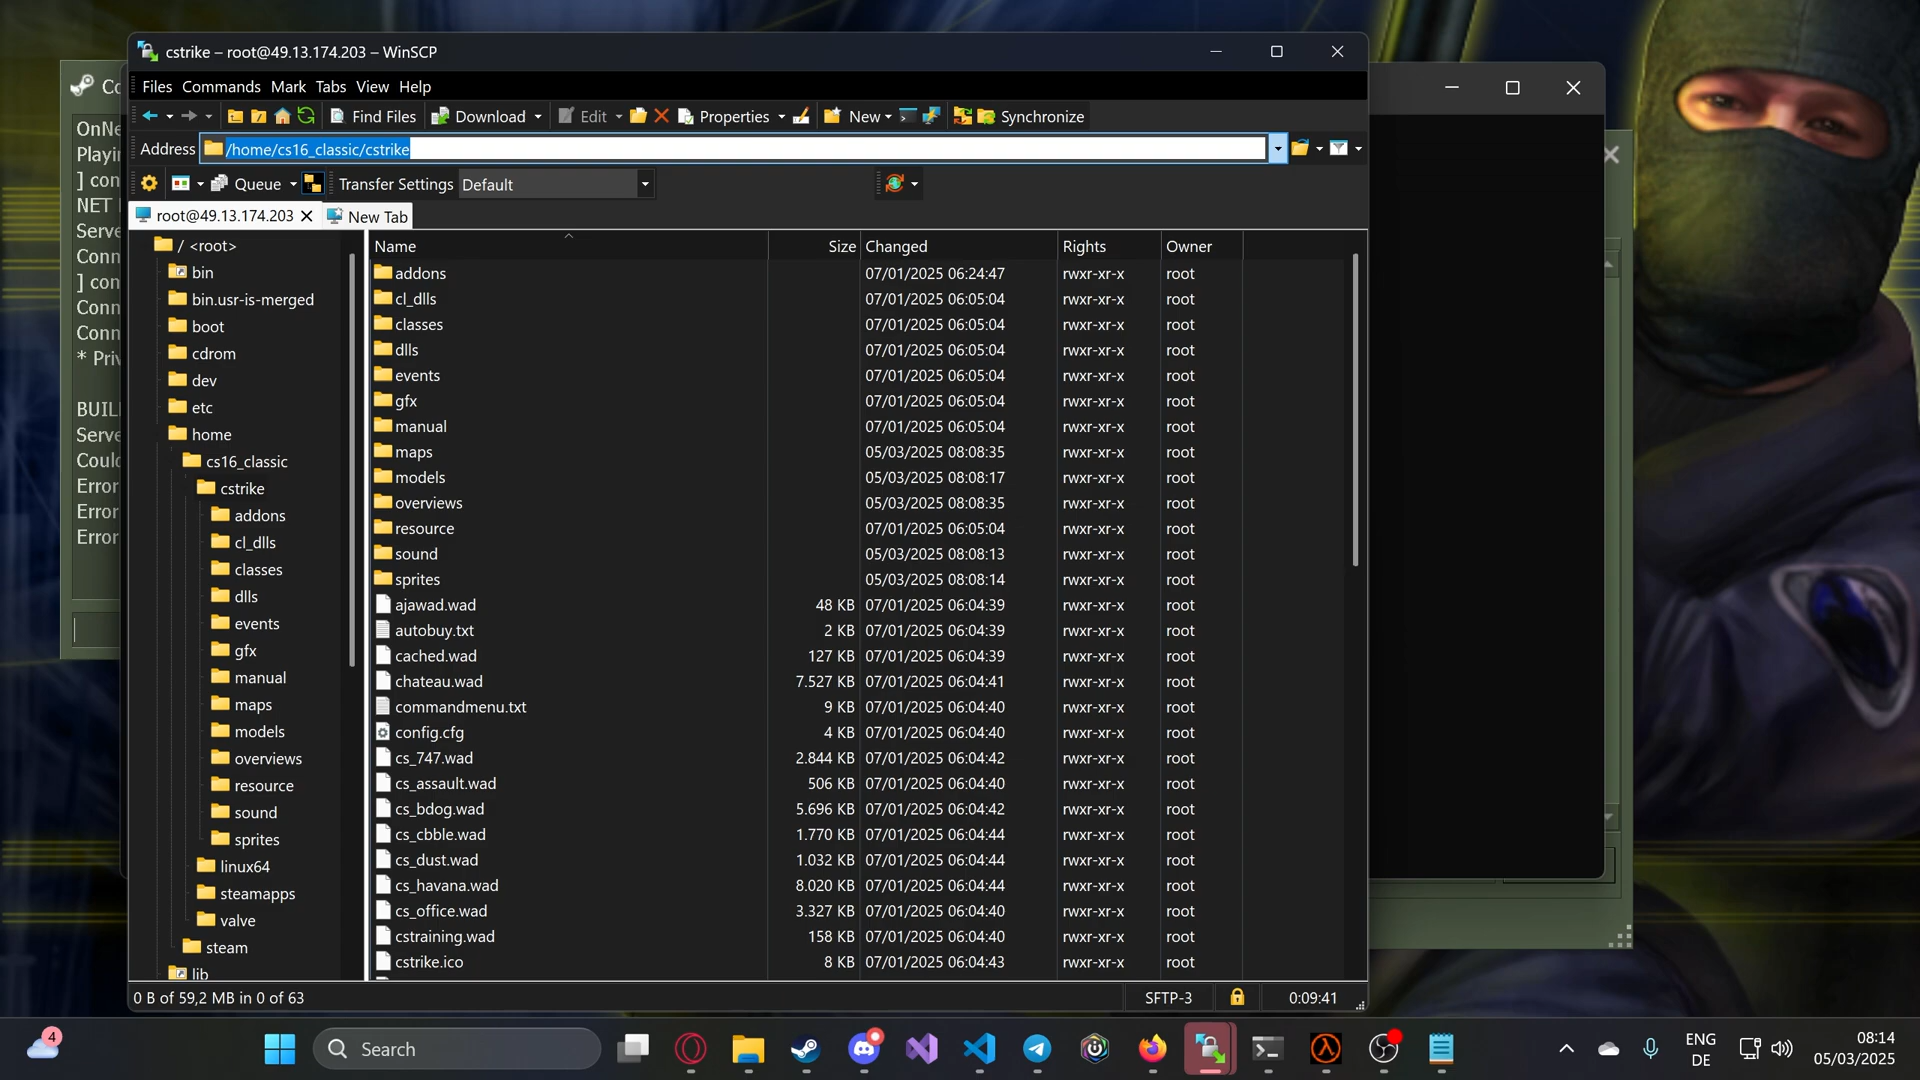 cstrike – root@49.13.174.203 – WinSCP
Files Commands Mark Tabs View Help
Find Files Download Edit Properties New Synchronize
Address /home/cs16_classic/cstrike
Queue Transfer Settings Default
root@49.13.174.203 New Tab
/ <root>
bin
bin.usr-is-merged
boot
cdrom
dev
etc
home
cs16_classic
cstrike
addons
cl_dlls
classes
dlls
events
gfx
manual
maps
models
overviews
resource
sound
sprites
linux64
steamapps
valve
steam
lib
Name Size Changed Rights Owner
addons 07/01/2025 06:24:47 rwxr-xr-x root
cl_dlls 07/01/2025 06:05:04 rwxr-xr-x root
classes 07/01/2025 06:05:04 rwxr-xr-x root
dlls 07/01/2025 06:05:04 rwxr-xr-x root
events 07/01/2025 06:05:04 rwxr-xr-x root
gfx 07/01/2025 06:05:04 rwxr-xr-x root
manual 07/01/2025 06:05:04 rwxr-xr-x root
maps 05/03/2025 08:08:35 rwxr-xr-x root
models 05/03/2025 08:08:17 rwxr-xr-x root
overviews 05/03/2025 08:08:35 rwxr-xr-x root
resource 07/01/2025 06:05:04 rwxr-xr-x root
sound 05/03/2025 08:08:13 rwxr-xr-x root
sprites 05/03/2025 08:08:14 rwxr-xr-x root
ajawad.wad 48 KB 07/01/2025 06:04:39 rwxr-xr-x root
autobuy.txt 2 KB 07/01/2025 06:04:39 rwxr-xr-x root
cached.wad 127 KB 07/01/2025 06:04:39 rwxr-xr-x root
chateau.wad 7.527 KB 07/01/2025 06:04:41 rwxr-xr-x root
commandmenu.txt 9 KB 07/01/2025 06:04:40 rwxr-xr-x root
config.cfg 4 KB 07/01/2025 06:04:40 rwxr-xr-x root
cs_747.wad 2.844 KB 07/01/2025 06:04:42 rwxr-xr-x root
cs_assault.wad 506 KB 07/01/2025 06:04:40 rwxr-xr-x root
cs_bdog.wad 5.696 KB 07/01/2025 06:04:42 rwxr-xr-x root
cs_cbble.wad 1.770 KB 07/01/2025 06:04:44 rwxr-xr-x root
cs_dust.wad 1.032 KB 07/01/2025 06:04:44 rwxr-xr-x root
cs_havana.wad 8.020 KB 07/01/2025 06:04:44 rwxr-xr-x root
cs_office.wad 3.327 KB 07/01/2025 06:04:40 rwxr-xr-x root
cstraining.wad 158 KB 07/01/2025 06:04:40 rwxr-xr-x root
cstrike.ico 8 KB 07/01/2025 06:04:43 rwxr-xr-x root
0 B of 59,2 MB in 0 of 63 SFTP-3 0:09:41
Co
OnNe
Playin
] con
NET
Serve
Conn
] con
Conn
Conn
* Priv
BUIL
Serve
Could
Error
Error
Error
4 Search ENG 08:14
DE 05/03/2025